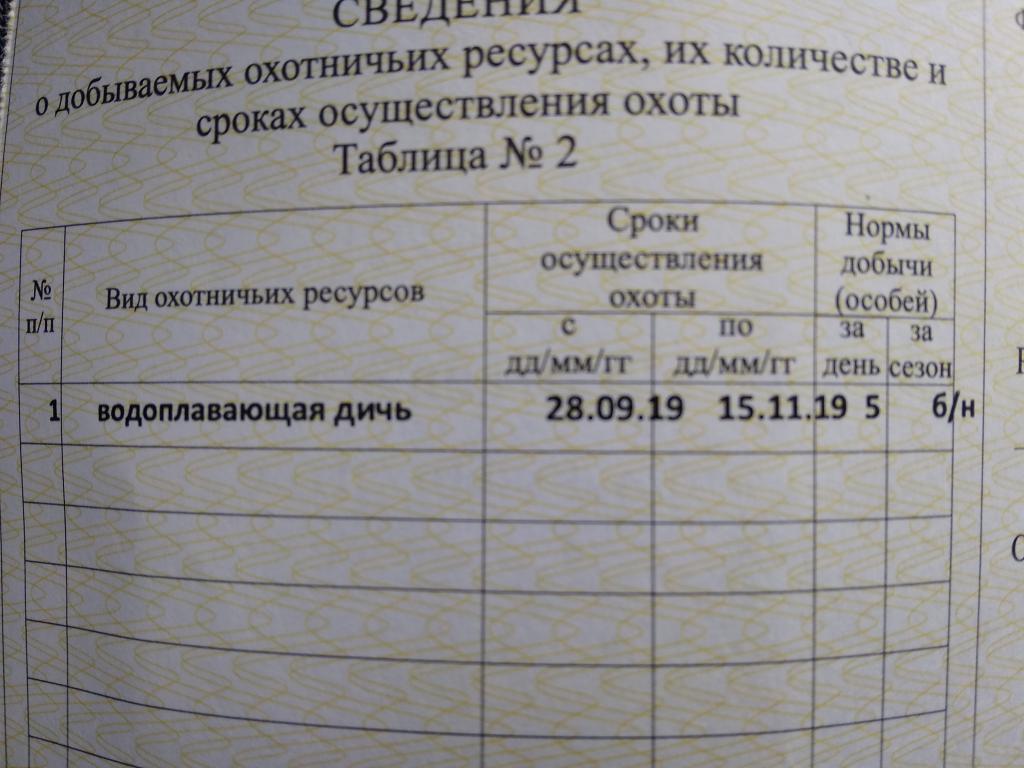 СВЕДЕНИЯ
о добываемых охотничьих ресурсах, их количестве и
сроках осуществления охоты
Таблица № 2
№
п/п
Вид охотничьих ресурсов
Сроки
осуществления
охоты
Нормы
добычи
(особей)
с
дд/мм/гг
по
дд/мм/гг
за
день
за
сезон
1 водоплавающая дичь 28.09.19 15.11.19 5 б/н